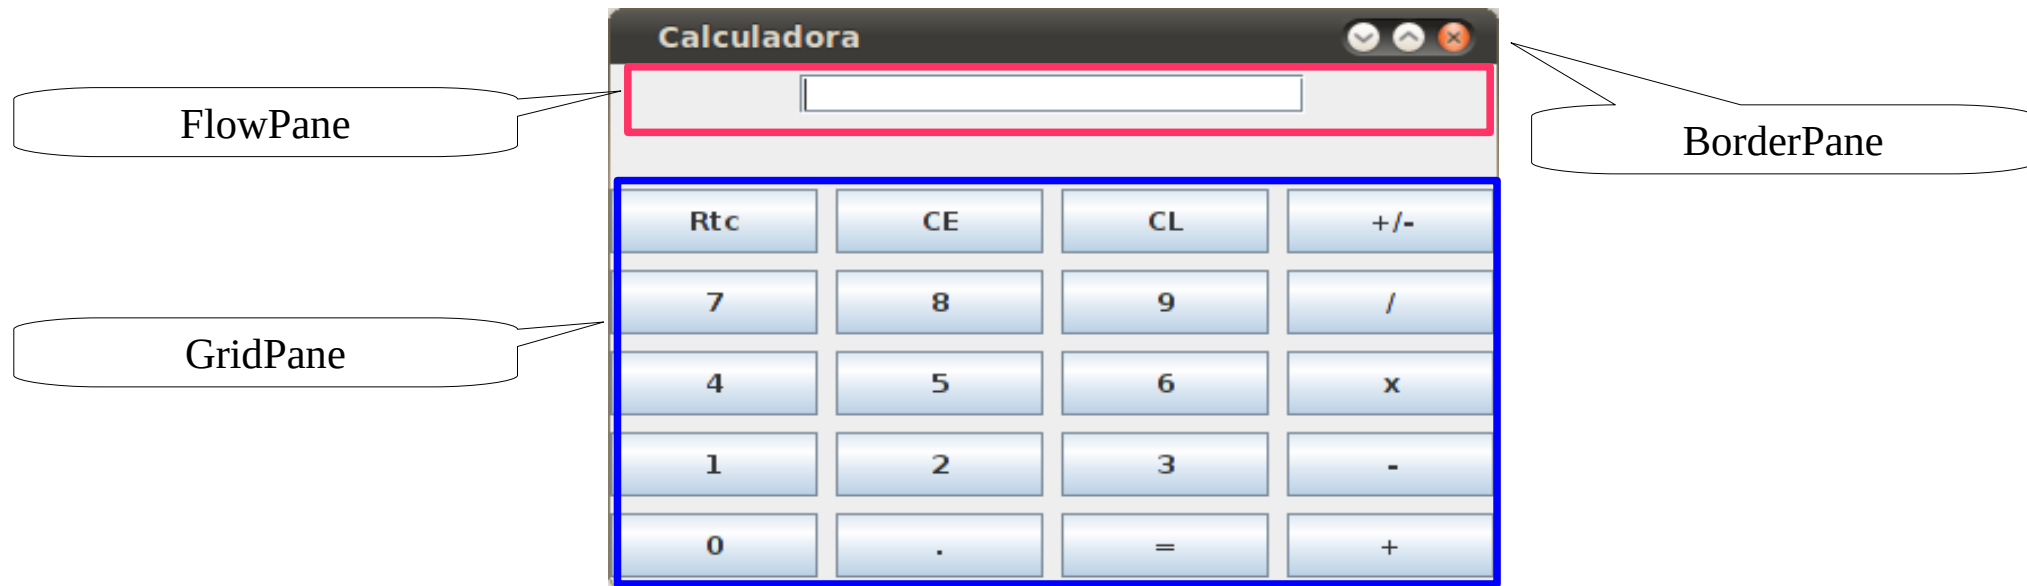 Calculadora
FlowPane
BorderPane
Rtc CE CL +/-
7 8 9 /
GridPane
4 5 6 x
1 2 3 -
0 . = +